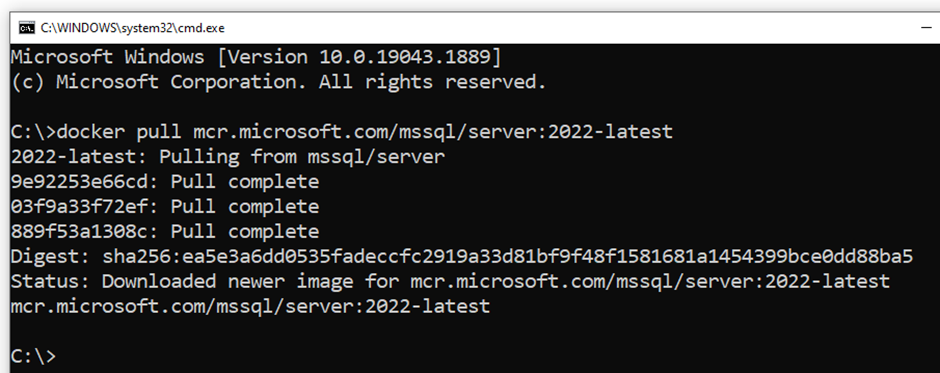 C:\WINDOWS\system32\cmd.exe
Microsoft Windows [Version 10.0.19043.1889]
(c) Microsoft Corporation. All rights reserved.
C:\>docker pull mcr.microsoft.com/mssql/server:2022-latest
2022-latest: Pulling from mssql/server
9e92253e66cd: Pull complete
03f9a33f72ef: Pull complete
889f53a1308c: Pull complete
Digest: sha256:ea5e3a6dd0535fadeccfc2919a33d81bf9f48f1581681a1454399bce0dd88ba5
Status: Downloaded newer image for mcr.microsoft.com/mssql/server:2022-latest
mcr.microsoft.com/mssql/server:2022-latest
C:\>